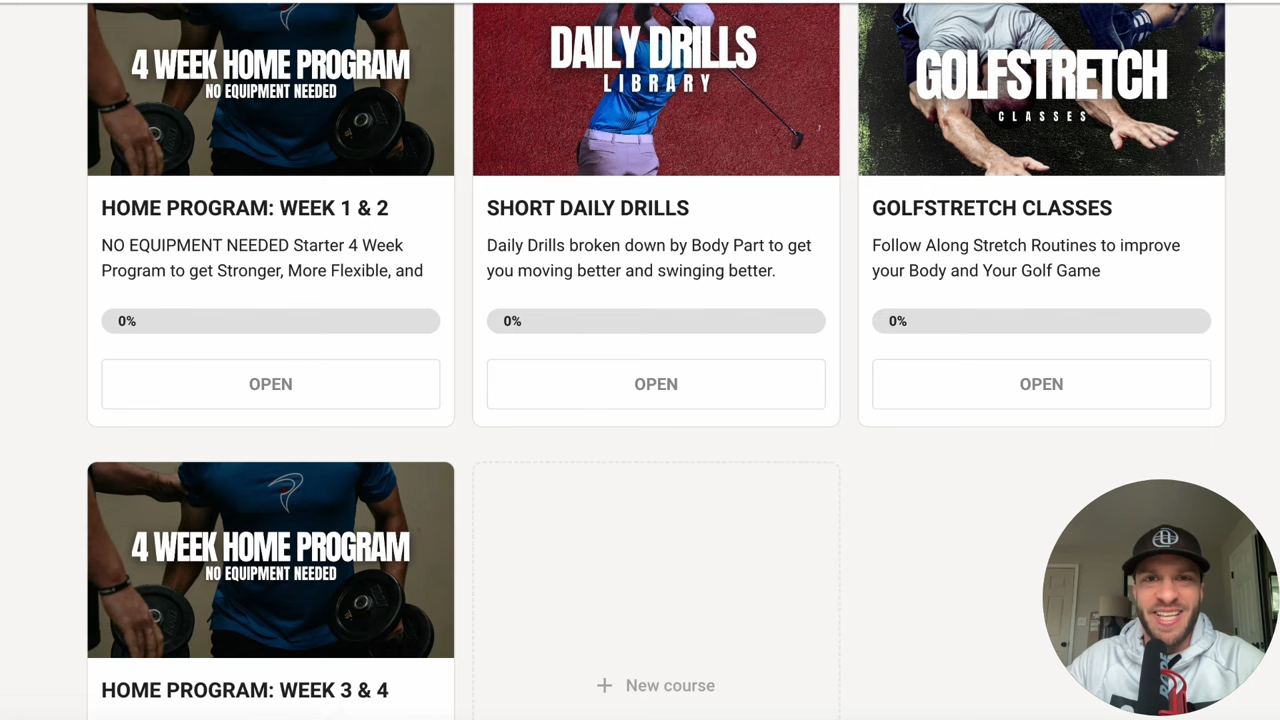 4 WEEK HOME PROGRAM
NO EQUIPMENT NEEDED
HOME PROGRAM: WEEK 1 & 2
NO EQUIPMENT NEEDED Starter 4 Week
Program to get Stronger, More Flexible, and
0%
OPEN
DAILY DRILLS
LIBRARY
SHORT DAILY DRILLS
Daily Drills broken down by Body Part to get
you moving better and swinging better.
0%
OPEN
GOLFSTRETCH
CLASSES
GOLFSTRETCH CLASSES
Follow Along Stretch Routines to improve
your Body and Your Golf Game
0%
OPEN
4 WEEK HOME PROGRAM
NO EQUIPMENT NEEDED
HOME PROGRAM: WEEK 3 & 4
+ New course